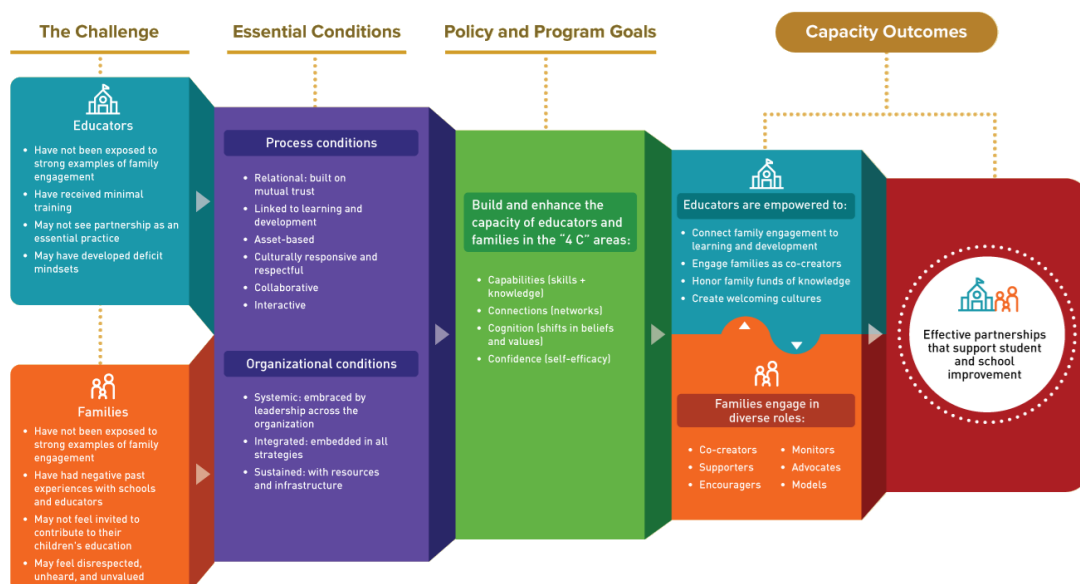 The Challenge
Essential Conditions
Policy and Program Goals
Capacity Outcomes
Educators
• Have not been exposed to
strong examples of family
engagement
• Have received minimal
training
• May not see partnership as an
essential practice
• May have developed deficit
mindsets
Families
• Have not been exposed to
strong examples of family
engagement
• Have had negative past
experiences with schools
and educators
• May not feel invited to
contribute to their
children's education
• May feel disrespected,
unheard, and unvalued
Process conditions
• Relational: built on
mutual trust
• Linked to learning and
development
• Asset-based
• Culturally responsive and
respectful
• Collaborative
• Interactive
Organizational conditions
• Systemic: embraced by
leadership across the
organization
• Integrated: embedded in all
strategies
• Sustained: with resources
and infrastructure
Build and enhance the
capacity of educators and
families in the "4 C" areas:
• Capabilities (skills +
knowledge)
• Connections (networks)
• Cognition (shifts in beliefs
and values)
• Confidence (self-efficacy)
Educators are empowered to:
• Connect family engagement to
learning and development
• Engage families as co-creators
• Honor family funds of knowledge
• Create welcoming cultures
Families engage in
diverse roles:
• Co-creators
• Supporters
• Encouragers
• Monitors
• Advocates
• Models
Effective partnerships
that support student
and school
improvement